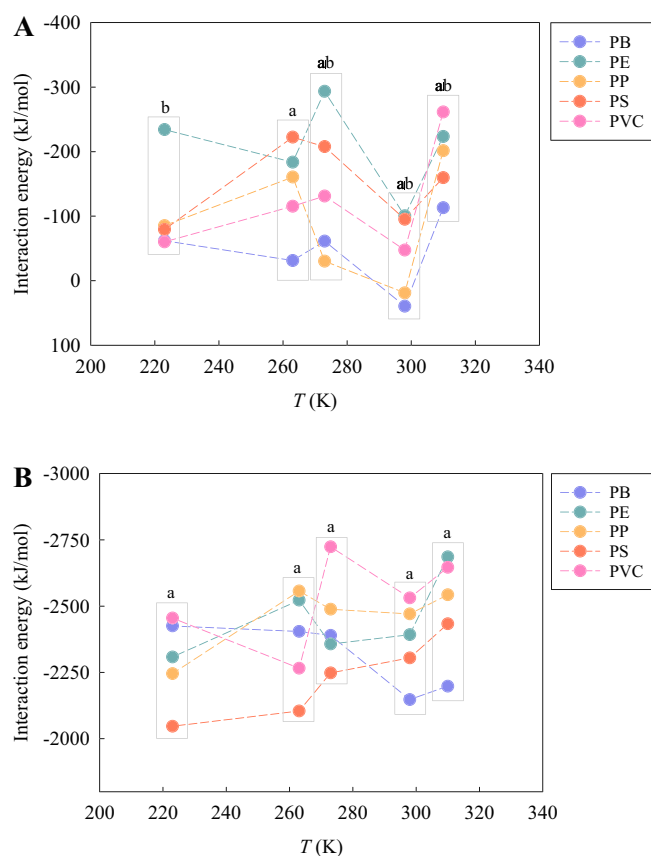 A
-400
-300
-200
-100
0
100
200
220
240
260
280
300
320
340
Interaction energy (kJ/mol)
T (K)
b
a
ab
ab
ab
PB
PE
PP
PS
PVC
B
-3000
-2750
-2500
-2250
-2000
200
220
240
260
280
300
320
340
Interaction energy (kJ/mol)
T (K)
a
a
a
a
a
PB
PE
PP
PS
PVC